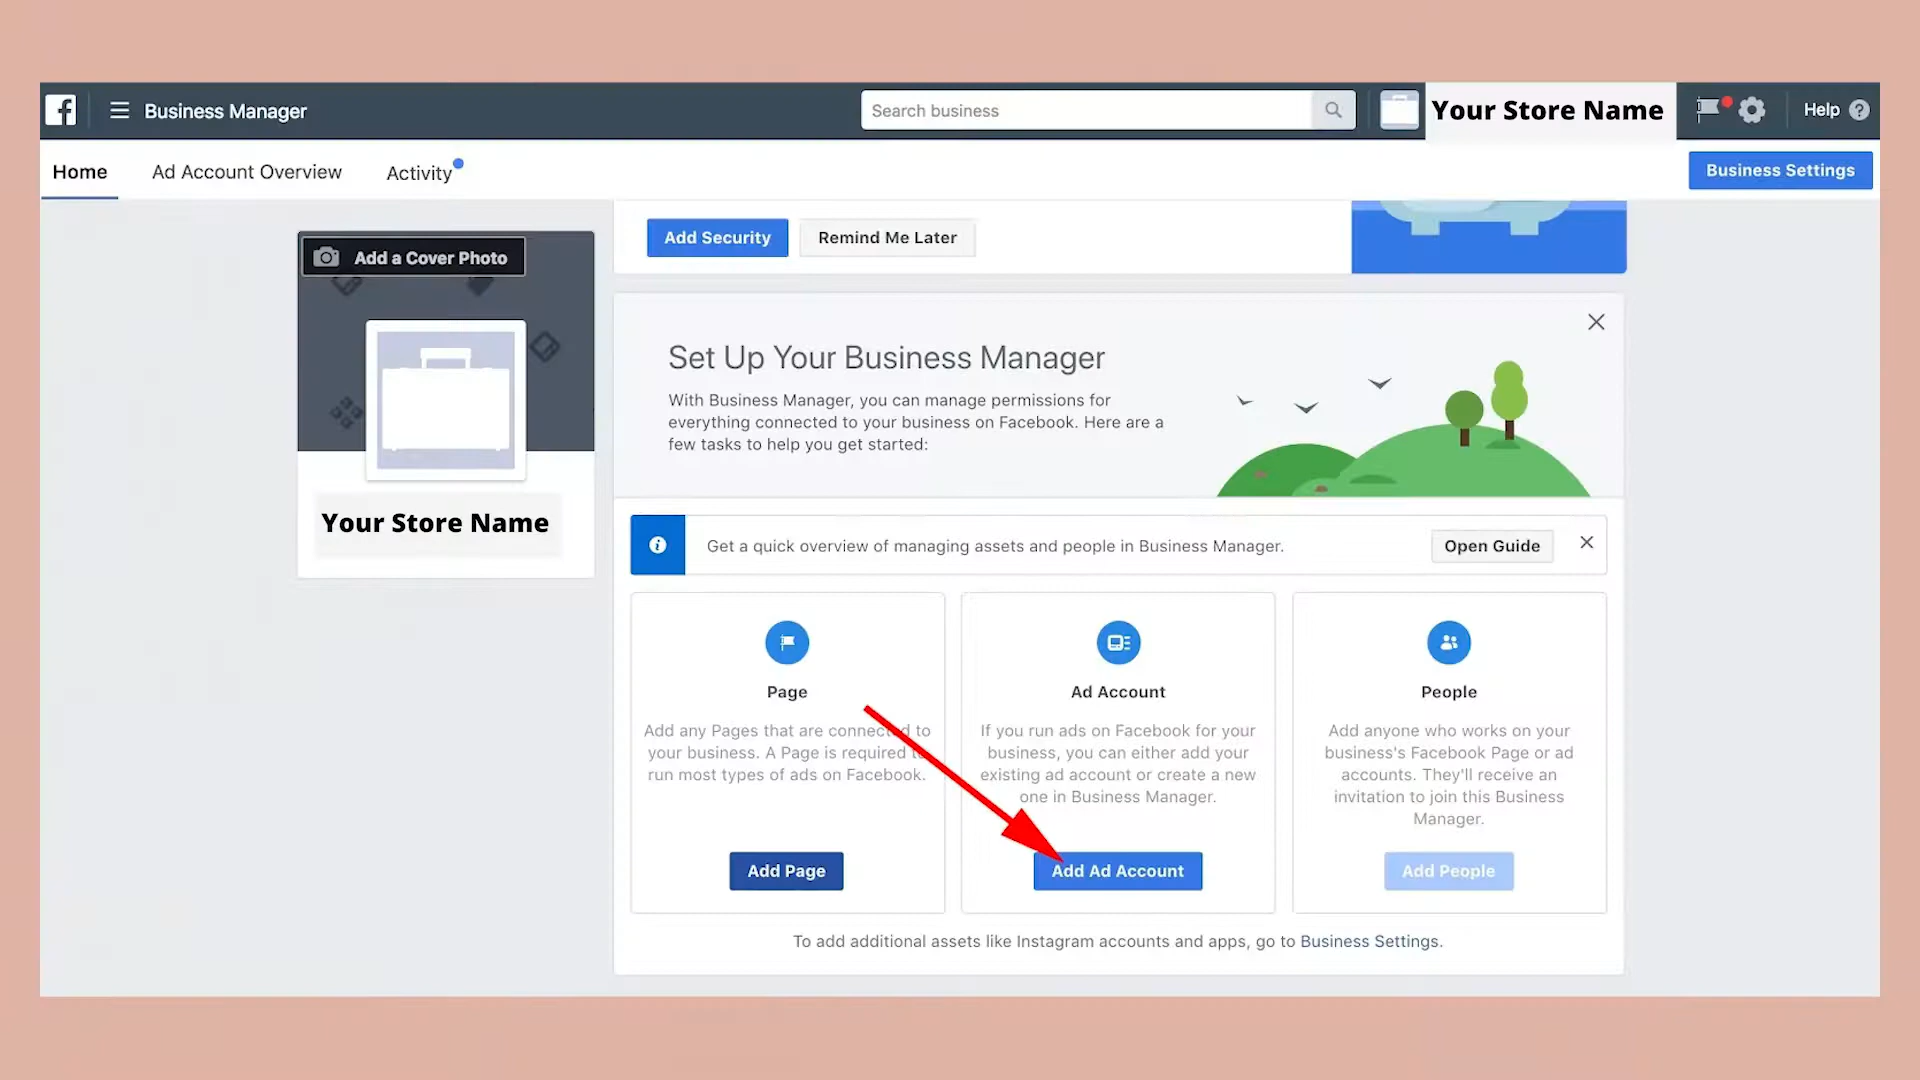 Business Manager
Search business
Your Store Name
Help
Home
Ad Account Overview
Activity
Business Settings
Add Security
Remind Me Later
Add a Cover Photo
Your Store Name
Set Up Your Business Manager
With Business Manager, you can manage permissions for
everything connected to your business on Facebook. Here are a
few tasks to help you get started:
Get a quick overview of managing assets and people in Business Manager.
Open Guide
Page
Add any Pages that are connected to
your business. A Page is required to
run most types of ads on Facebook.
Add Page
Ad Account
If you run ads on Facebook for your
business, you can either add your
existing ad account or create a new
one in Business Manager.
Add Ad Account
People
Add anyone who works on your
business's Facebook Page or ad
accounts. They'll receive an
invitation to join this Business
Manager.
Add People
To add additional assets like Instagram accounts and apps, go to Business Settings.